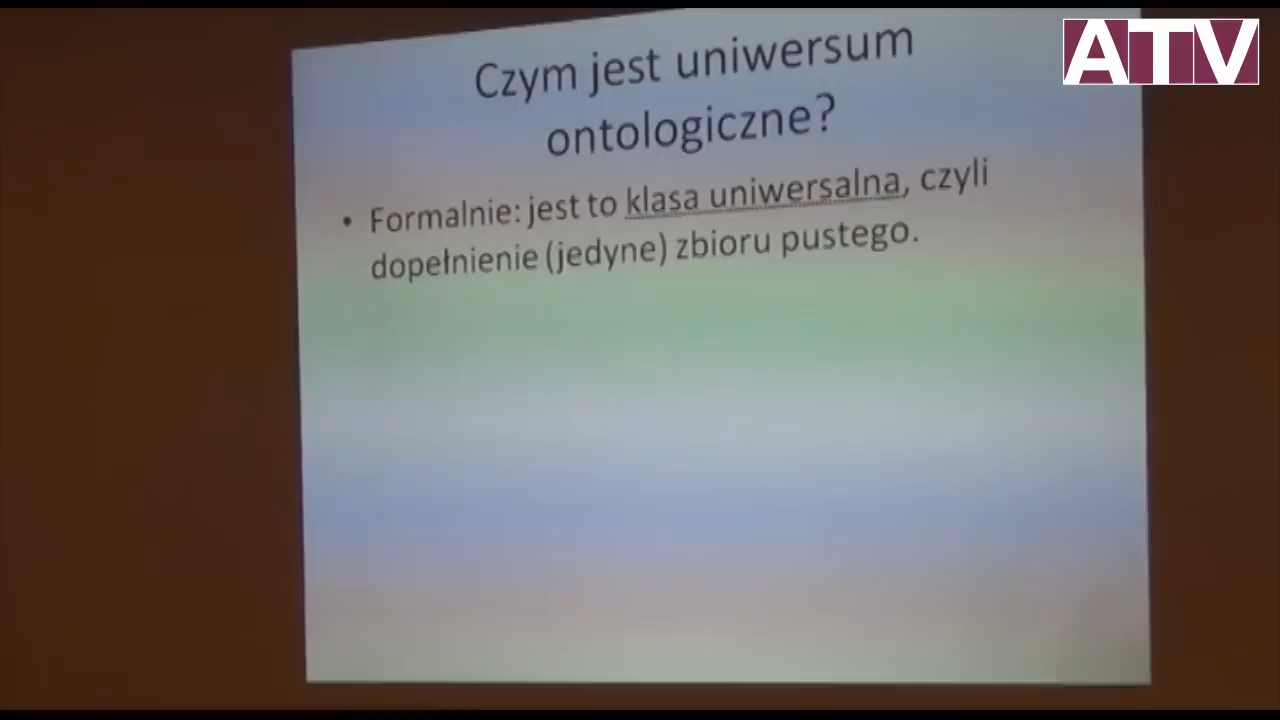 ATV
Czym jest uniwersum
ontologiczne?
• Formalnie: jest to klasa uniwersalna, czyli
dopełnienie (jedyne) zbioru pustego.